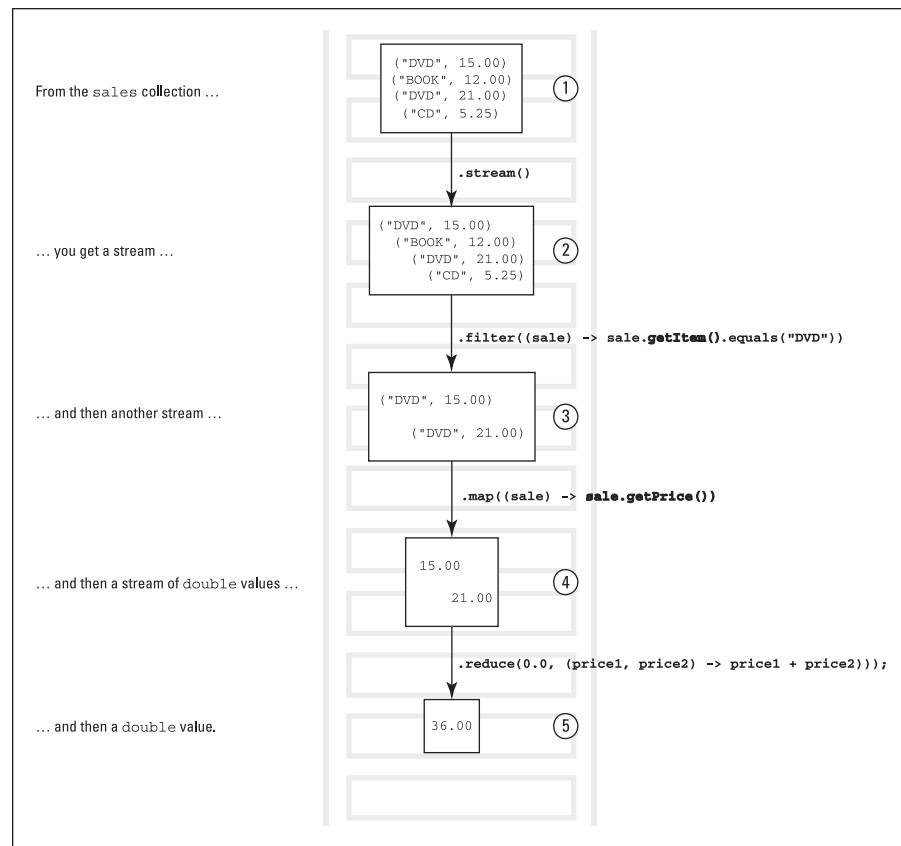 ("DVD", 15.00)
("BOOK", 12.00)
From the sales collection …
("DVD", 21.00)
1
("CD", 5.25)
.stream()
("DVD", 15.00)
("BOOK", 12.00)
… you get a stream …
("DVD", 21.00)
2
("CD", 5.25)
.filter((sale) -> sale.getItem().equals("DVD"))
("DVD", 15.00)
… and then another stream …
3
("DVD", 21.00)
.map((sale) -> sale.getPrice())
15.00
… and then a stream of double values …
4
21.00
.reduce(0.0, (price1, price2) -> price1 + price2)));
… and then a double value.
36.00
5